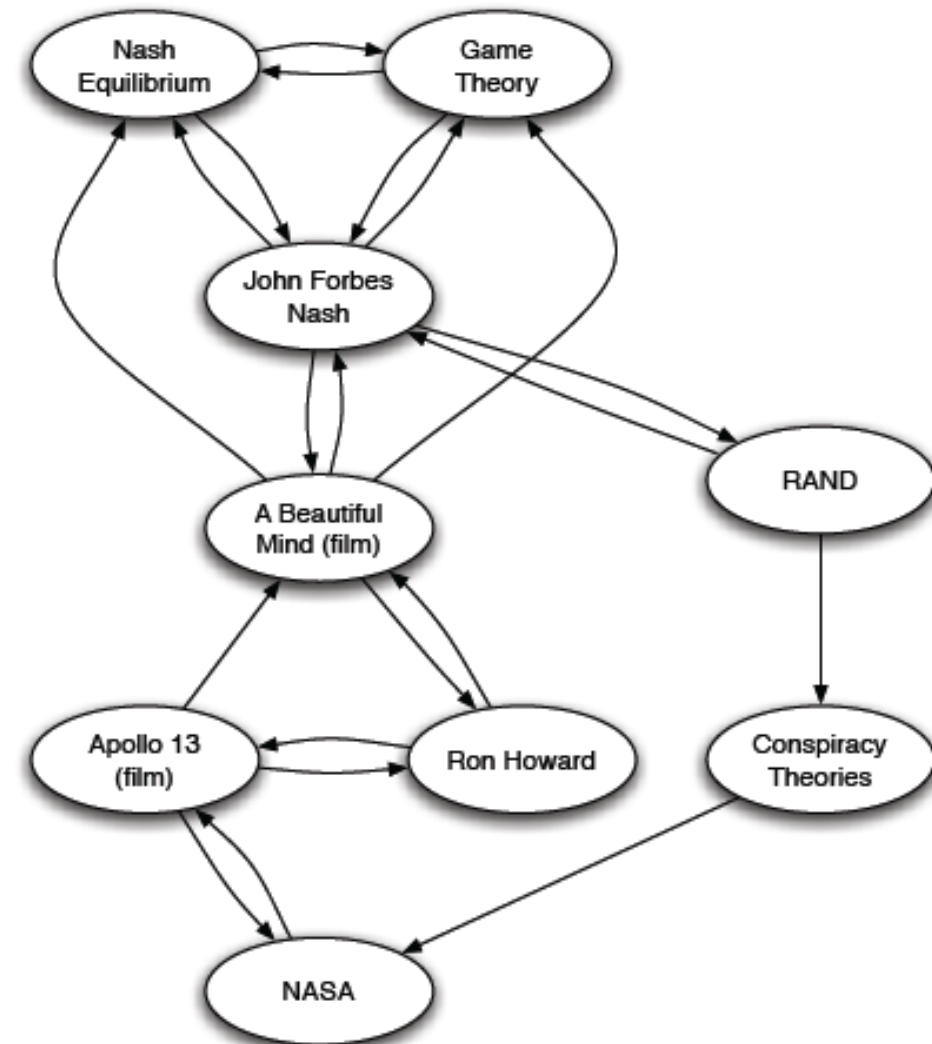 Nash
Equilibrium
Game
Theory
John Forbes
Nash
RAND
A Beautiful
Mind (film)
Apollo 13
(film)
Ron Howard
Conspiracy
Theories
NASA